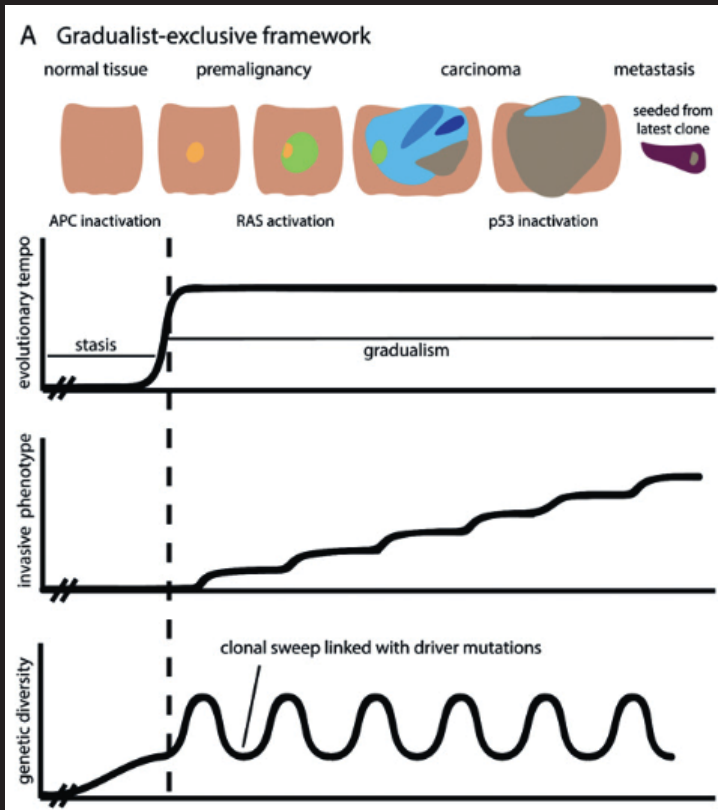 A Gradualist-exclusive framework
normal tissue premalignancy carcinoma metastasis
seeded from
latest clone
APC inactivation RAS activation p53 inactivation
evolutionary tempo
stasis
gradualism
invasive phenotype
clonal sweep linked with driver mutations
genetic diversity